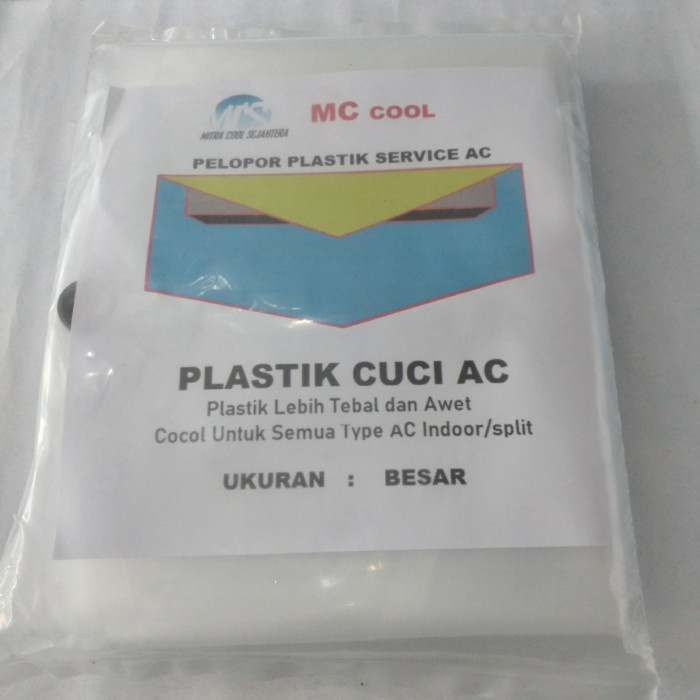 MCS
MITRA COOL SEJAHTERA
MC COOL
PELOPOR PLASTIK SERVICE AC
PLASTIK CUCI AC
Plastik Lebih Tebal dan Awet
Cocol Untuk Semua Type AC Indoor/split
UKURAN : BESAR